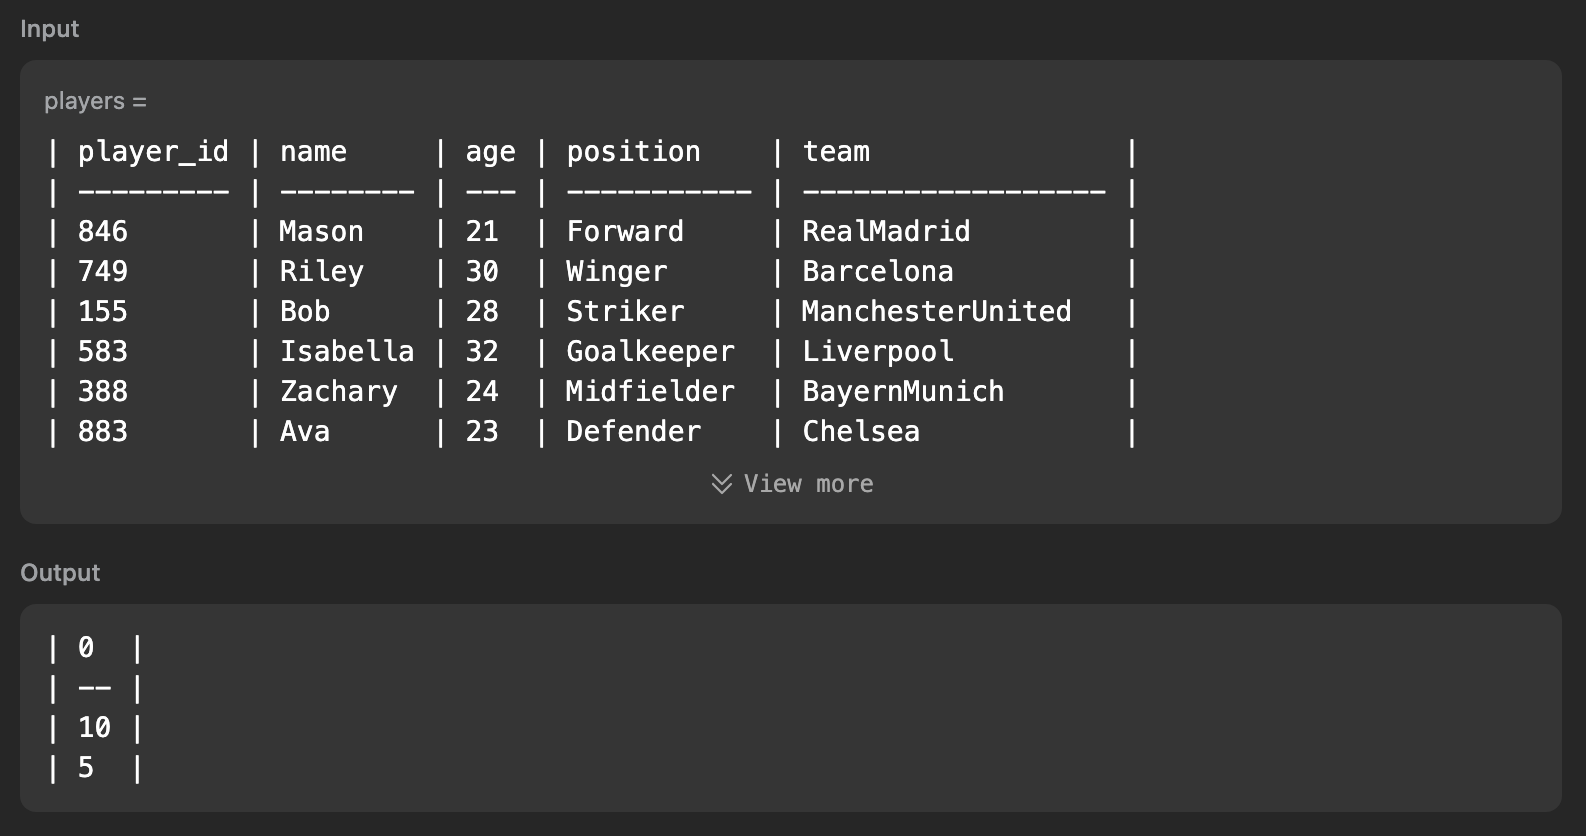 Input
players =
| player_id | name     | age | position    | team               |
| --------- | -------- | --- | ----------- | ------------------ |
| 846       | Mason    | 21  | Forward     | RealMadrid         |
| 749       | Riley    | 30  | Winger      | Barcelona          |
| 155       | Bob      | 28  | Striker     | ManchesterUnited   |
| 583       | Isabella | 32  | Goalkeeper  | Liverpool          |
| 388       | Zachary  | 24  | Midfielder  | BayernMunich       |
| 883       | Ava      | 23  | Defender    | Chelsea            |
View more
Output
| 0  |
| -- |
| 10 |
| 5  |